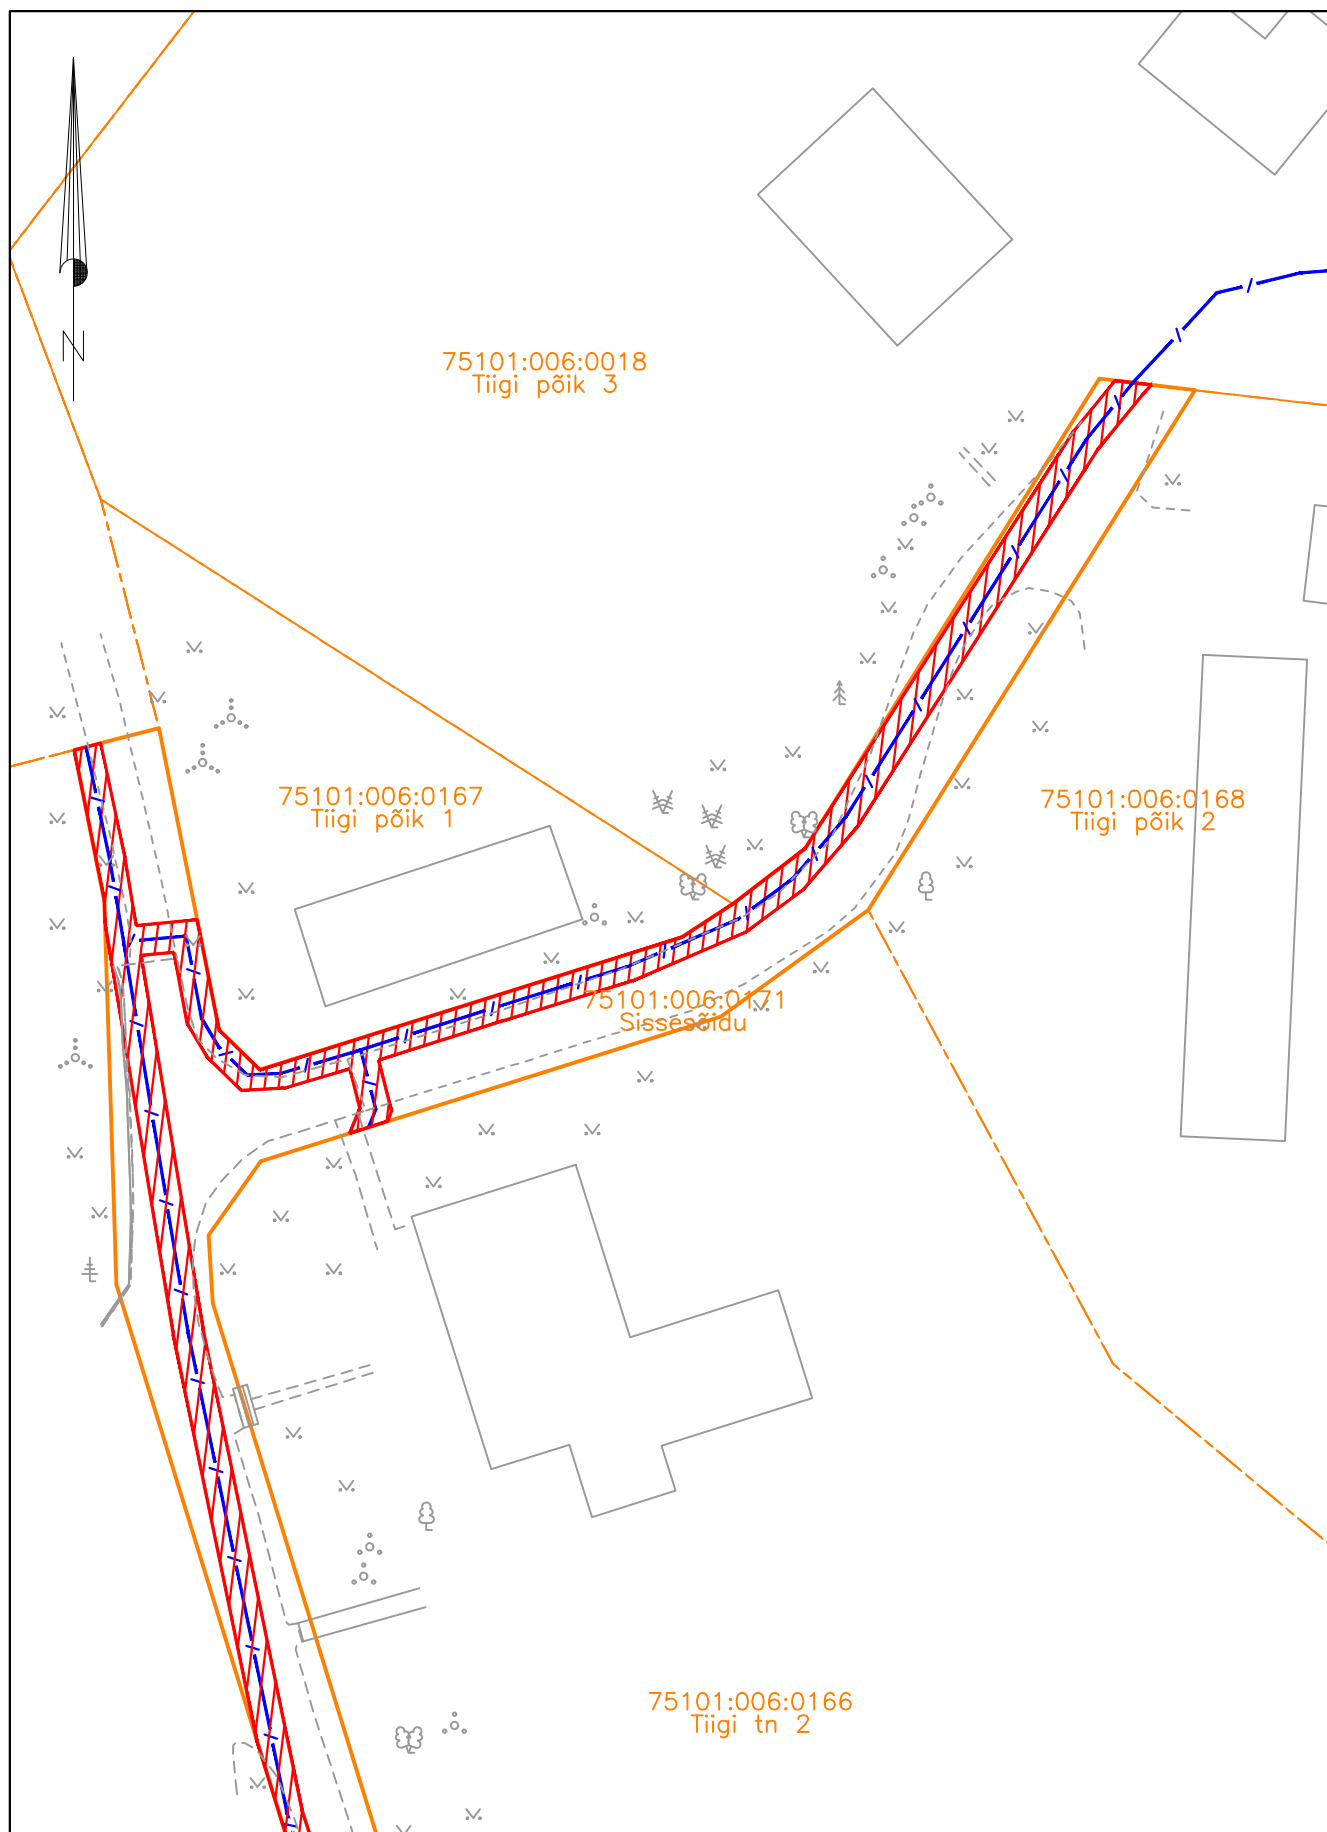 N
75101:006:0018
Tiigi põik 3
75101:006:0167
Tiigi põik 1
75101:006:0168
Tiigi põik 2
75101:006:0171
Sissesõidu
75101:006:0166
Tiigi tn 2